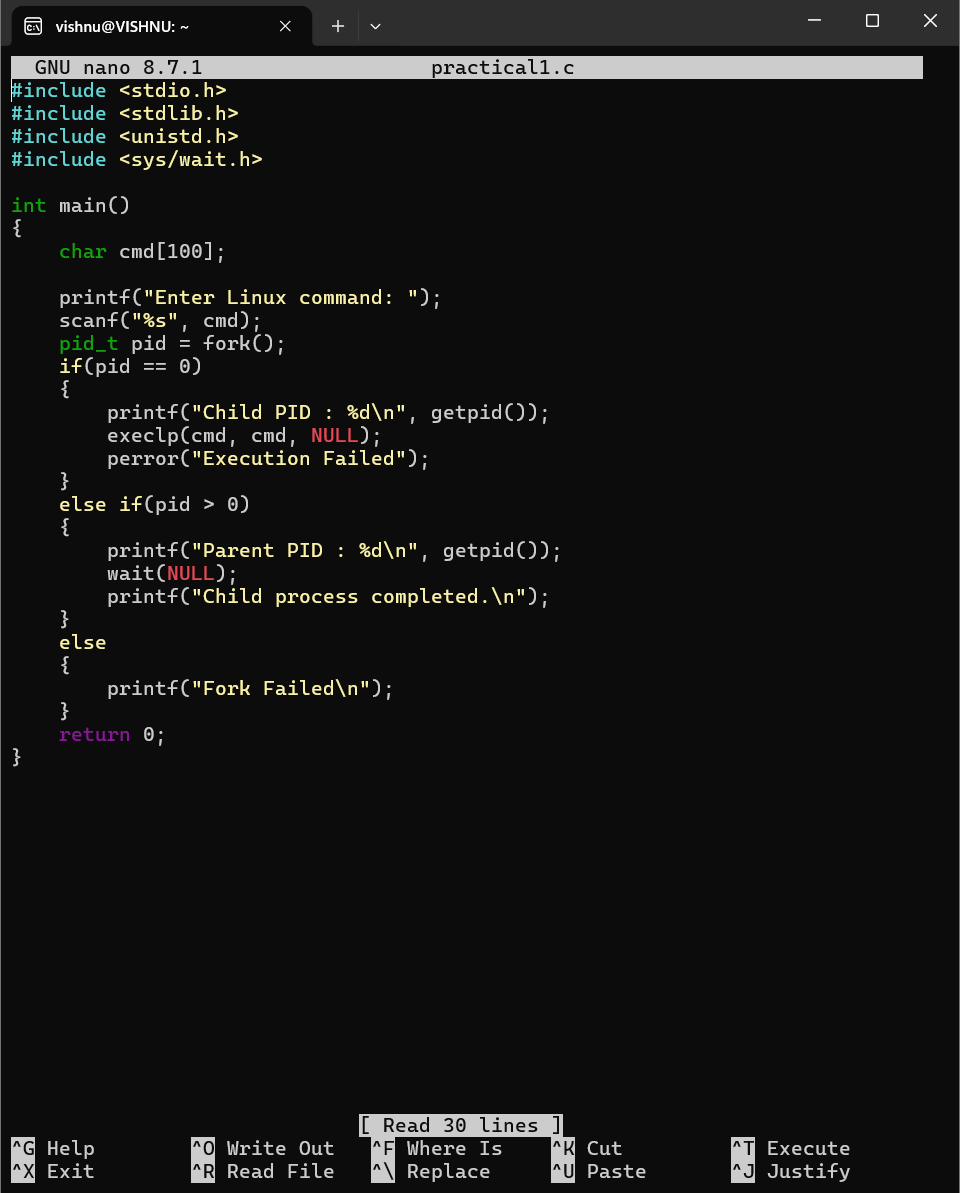 vishnu@VISHNU: ~
GNU nano 8.7.1 practical1.c
#include <stdio.h>
#include <stdlib.h>
#include <unistd.h>
#include <sys/wait.h>

int main()
{
    char cmd[100];

    printf("Enter Linux command: ");
    scanf("%s", cmd);
    pid_t pid = fork();
    if(pid == 0)
    {
        printf("Child PID : %d\n", getpid());
        execlp(cmd, cmd, NULL);
        perror("Execution Failed");
    }
    else if(pid > 0)
    {
        printf("Parent PID : %d\n", getpid());
        wait(NULL);
        printf("Child process completed.\n");
    }
    else
    {
        printf("Fork Failed\n");
    }
    return 0;
}
[ Read 30 lines ]
^G Help ^O Write Out ^F Where Is ^K Cut ^T Execute
^X Exit ^R Read File ^\ Replace ^U Paste ^J Justify